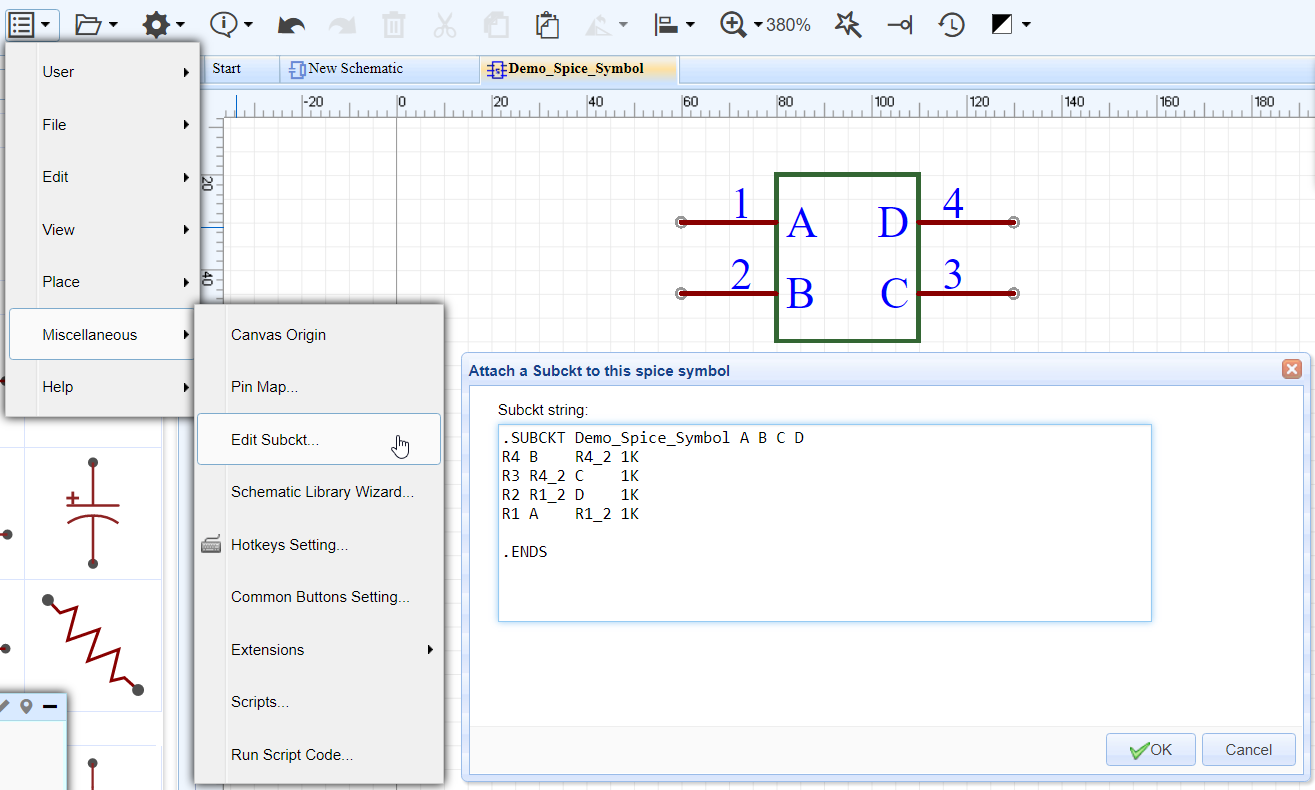 380%
Start
New Schematic
Demo_Spice_Symbol
-20 0 20 40 60 80 100 120 140 160 180
20
40
User
File
Edit
View
Place
Miscellaneous
Help
Canvas Origin
Pin Map...
Edit Subckt...
Schematic Library Wizard...
Hotkeys Setting...
Common Buttons Setting...
Extensions
Scripts...
Run Script Code...
1 4
A D
2 3
B C
Attach a Subckt to this spice symbol
Subckt string:
.SUBCKT Demo_Spice_Symbol A B C D
R4 B    R4_2 1K
R3 R4_2 C    1K
R2 R1_2 D    1K
R1 A    R1_2 1K
.ENDS
OK
Cancel